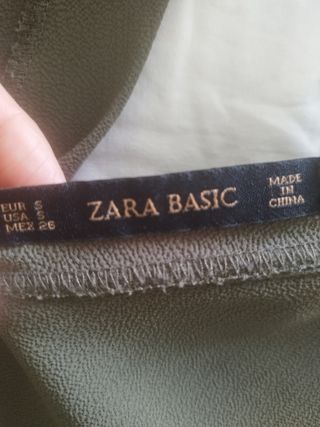 EUR S
USA S
MEX 26
ZARA BASIC
MADE
IN
CHINA